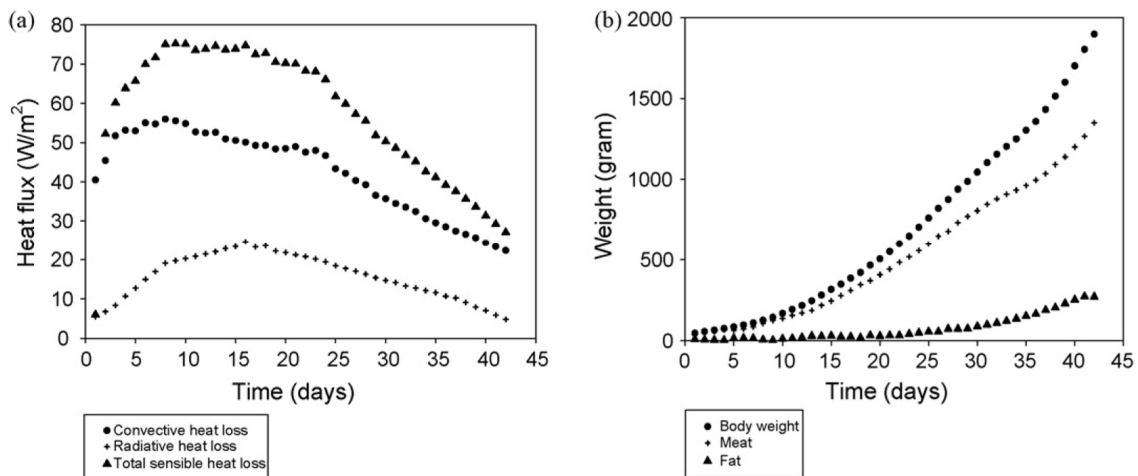 (a)
80
70
60
50
40
30
20
10
0
Heat flux (W/m²)
0 5 10 15 20 25 30 35 40 45
Time (days)
Convective heat loss
Radiative heat loss
Total sensible heat loss
(b)
2000
1500
1000
500
0
Weight (gram)
0 5 10 15 20 25 30 35 40 45
Time (days)
Body weight
Meat
Fat